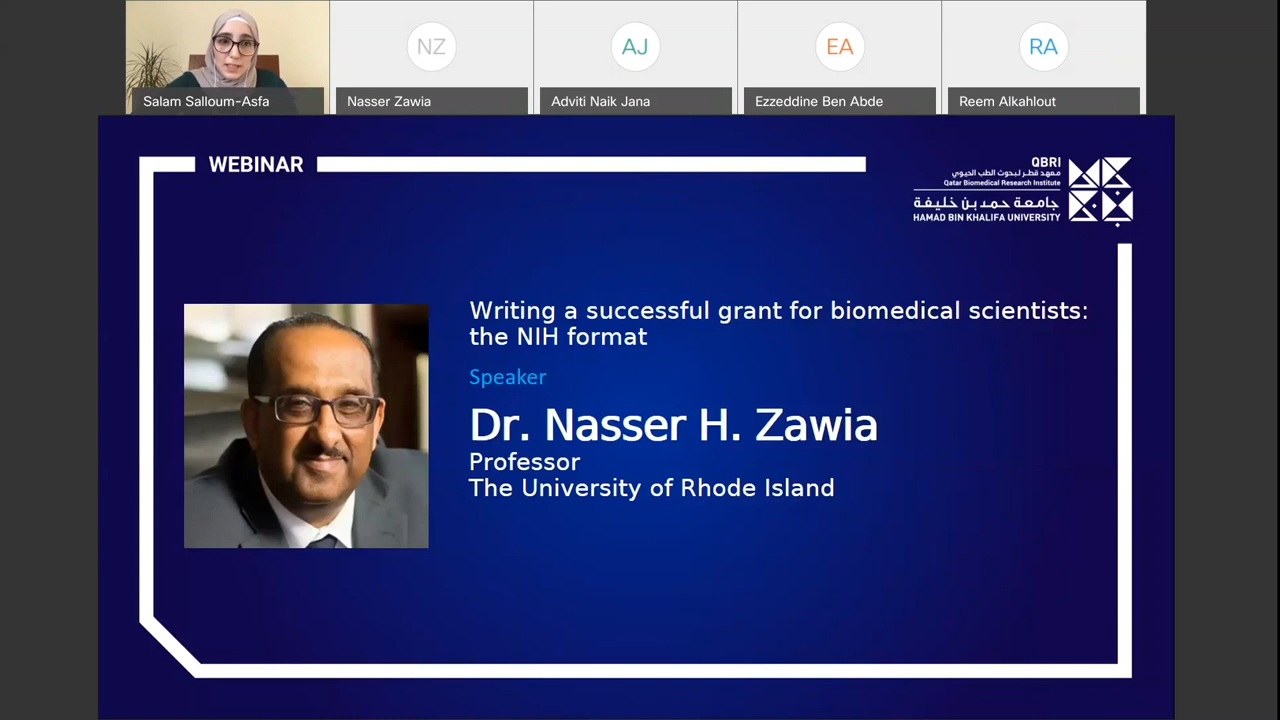 NZ
AJ
EA
RA
Salam Salloum-Asfa
Nasser Zawia
Adviti Naik Jana
Ezzeddine Ben Abde
Reem Alkahlout
WEBINAR
QBRI
معهد قطر لبحوث الطب الحيوي
Qatar Biomedical Research Institute
جامعة حمد بن خليفة
HAMAD BIN KHALIFA UNIVERSITY
Writing a successful grant for biomedical scientists:
the NIH format
Speaker
Dr. Nasser H. Zawia
Professor
The University of Rhode Island